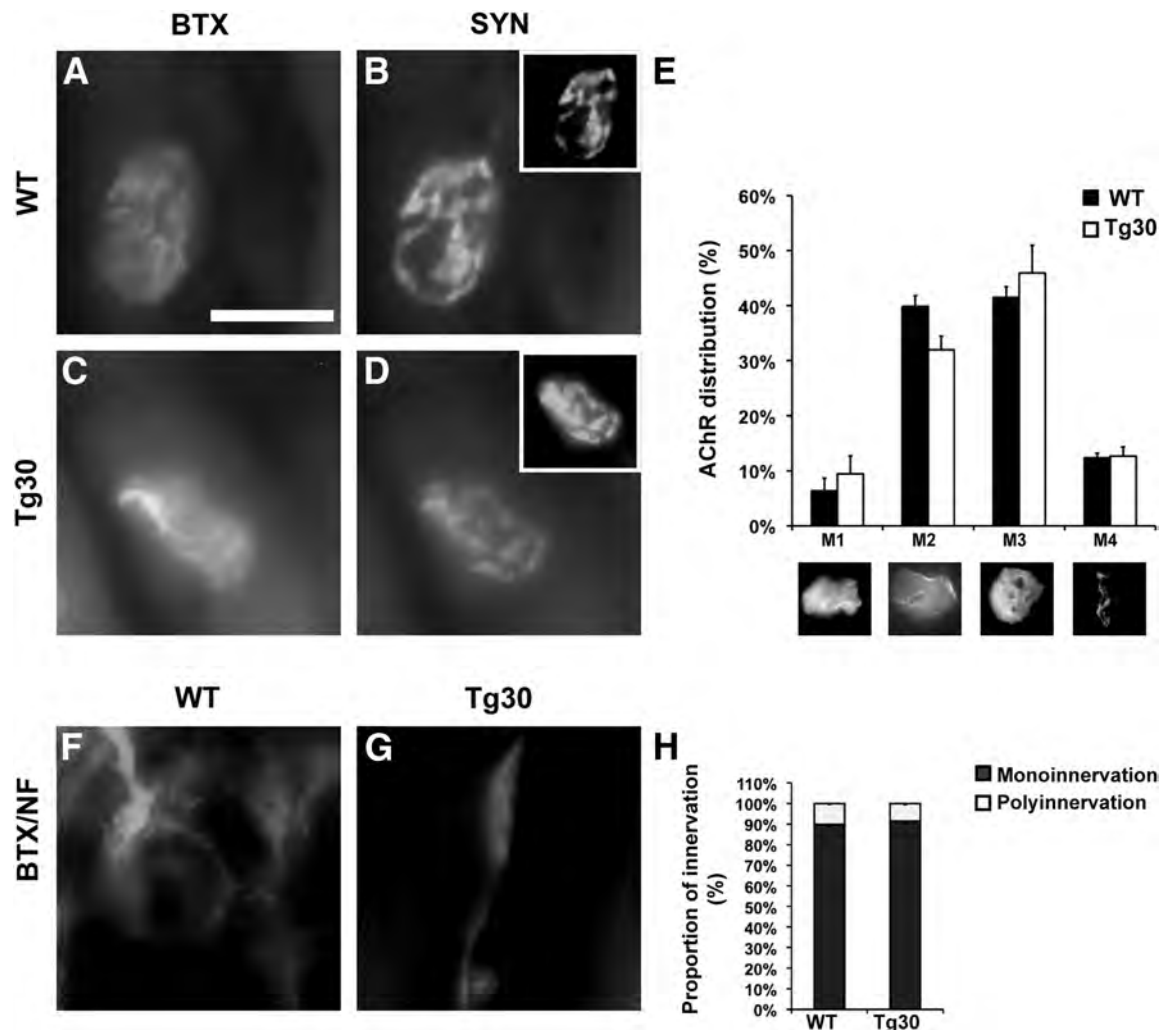 BTX SYN
A B E
WT
C D
Tg30
60%
50%
40%
30%
20%
10%
0%
AChR distribution (%)
WT
Tg30
M1 M2 M3 M4
WT Tg30
F G H
BTX/NF
110%
100%
90%
80%
70%
60%
50%
40%
30%
20%
10%
0%
Proportion of innervation
(%)
Monoinnervation
Polyinnervation
WT Tg30